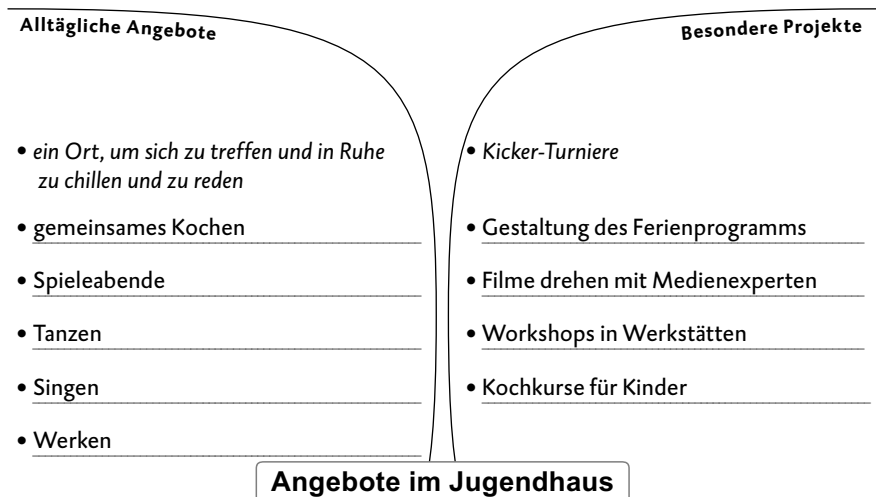 Alltägliche Angebote
• ein Ort, um sich zu treffen und in Ruhe
zu chillen und zu reden
• gemeinsames Kochen
• Spieleabende
• Tanzen
• Singen
• Werken
Besondere Projekte
• Kicker-Turniere
• Gestaltung des Ferienprogramms
• Filme drehen mit Medienexperten
• Workshops in Werkstätten
• Kochkurse für Kinder
Angebote im Jugendhaus